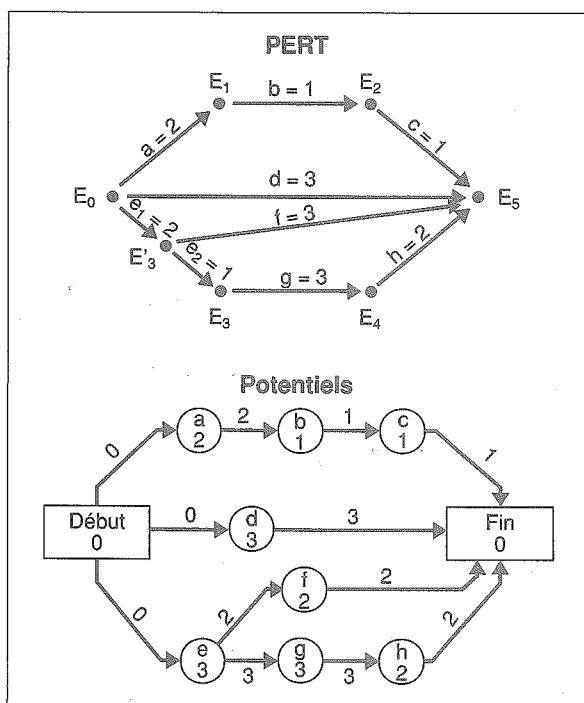 PERT
E1 b = 1 E2
a = 2
c = 1
E0 d = 3 E5
e1 = 2
f = 3
E'3
e2 = 1
h = 2
g = 3
E3 E4
Potentiels
a 2 b 1 c
2 1 1
0
1
Début 0 d 3 Fin
0 3 0
f 2
2
0
2
2
e g h
3 3 3 3 2